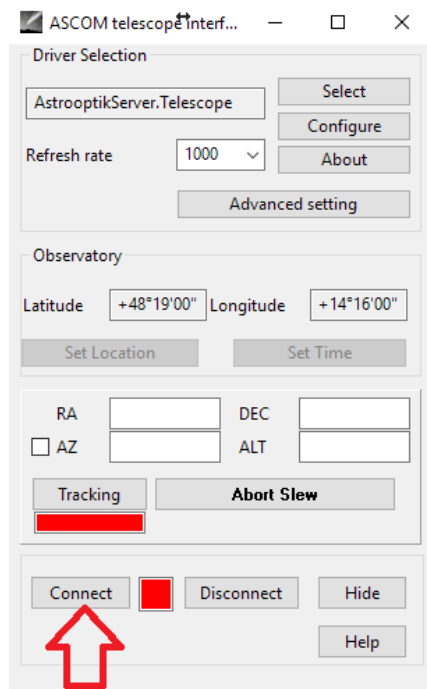 ASCOM telescope interf...
Driver Selection
AstrooptikServer.Telescope
Select
Configure
Refresh rate
1000
About
Advanced setting
Observatory
Latitude +48°19'00" Longitude +14°16'00"
Set Location Set Time
RA DEC
AZ ALT
Tracking Abort Slew
Connect Disconnect Hide
Help